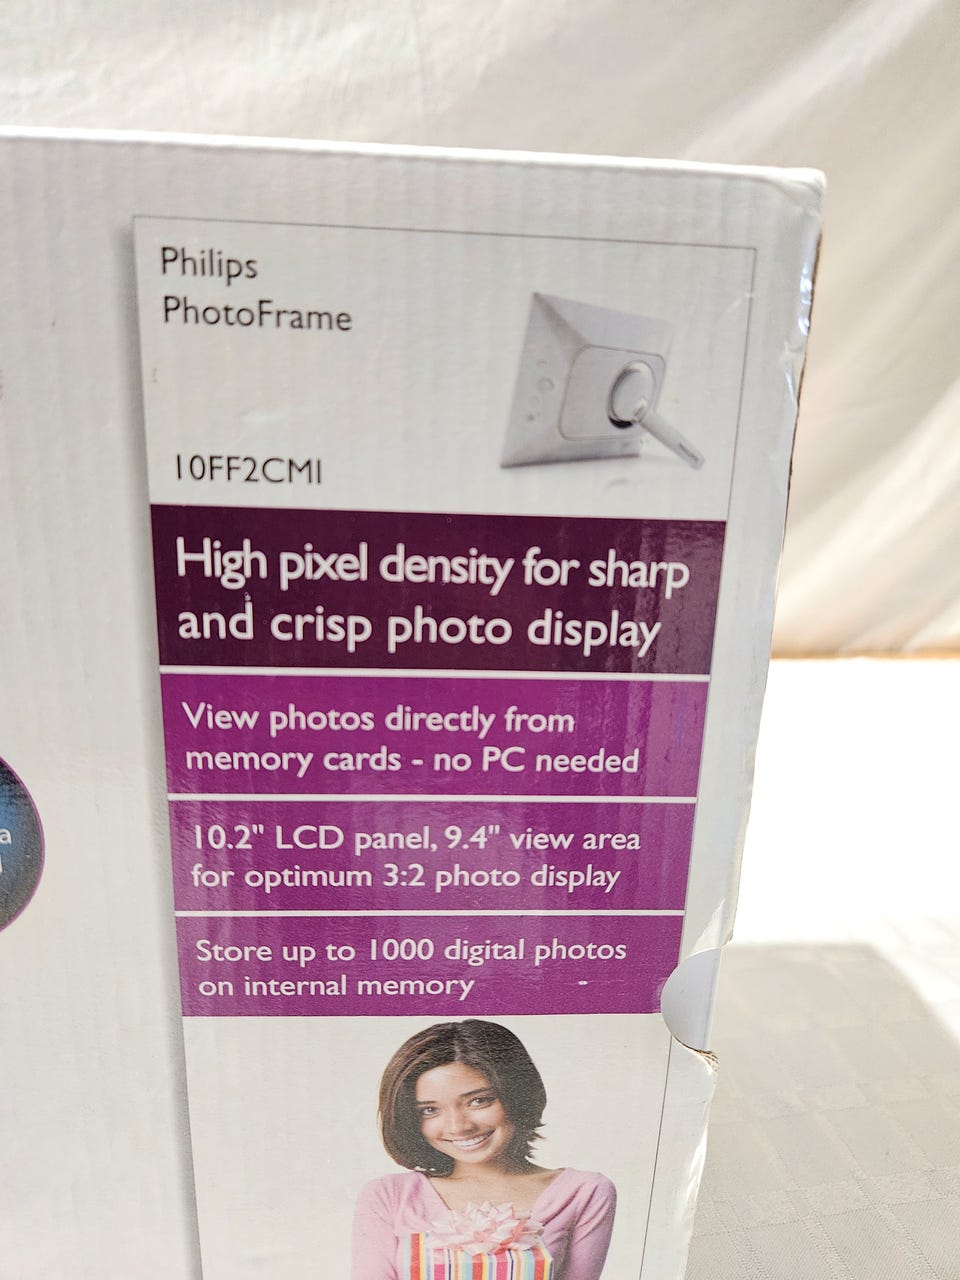 Philips
PhotoFrame
10FF2CMI
High pixel density for sharp
and crisp photo display
View photos directly from
memory cards - no PC needed
10.2" LCD panel, 9.4" view area
for optimum 3:2 photo display
Store up to 1000 digital photos
on internal memory
a